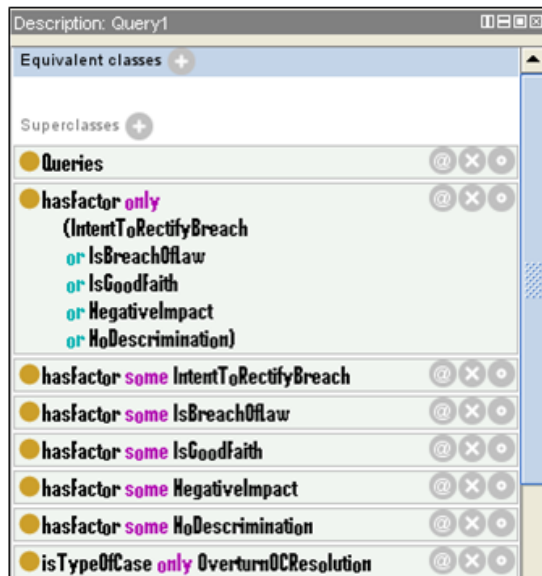 Description: Query1
Equivalent classes
Superclasses
Queries
hasFactor only
(IntentToRectifyBreach
or IsBreachOfLaw
or IsGoodFaith
or NegativeImpact
or NoDescrimination)
hasFactor some IntentToRectifyBreach
hasFactor some IsBreachOfLaw
hasFactor some IsGoodFaith
hasFactor some NegativeImpact
hasFactor some NoDescrimination
isTypeOfCase only OverturnOCResolution